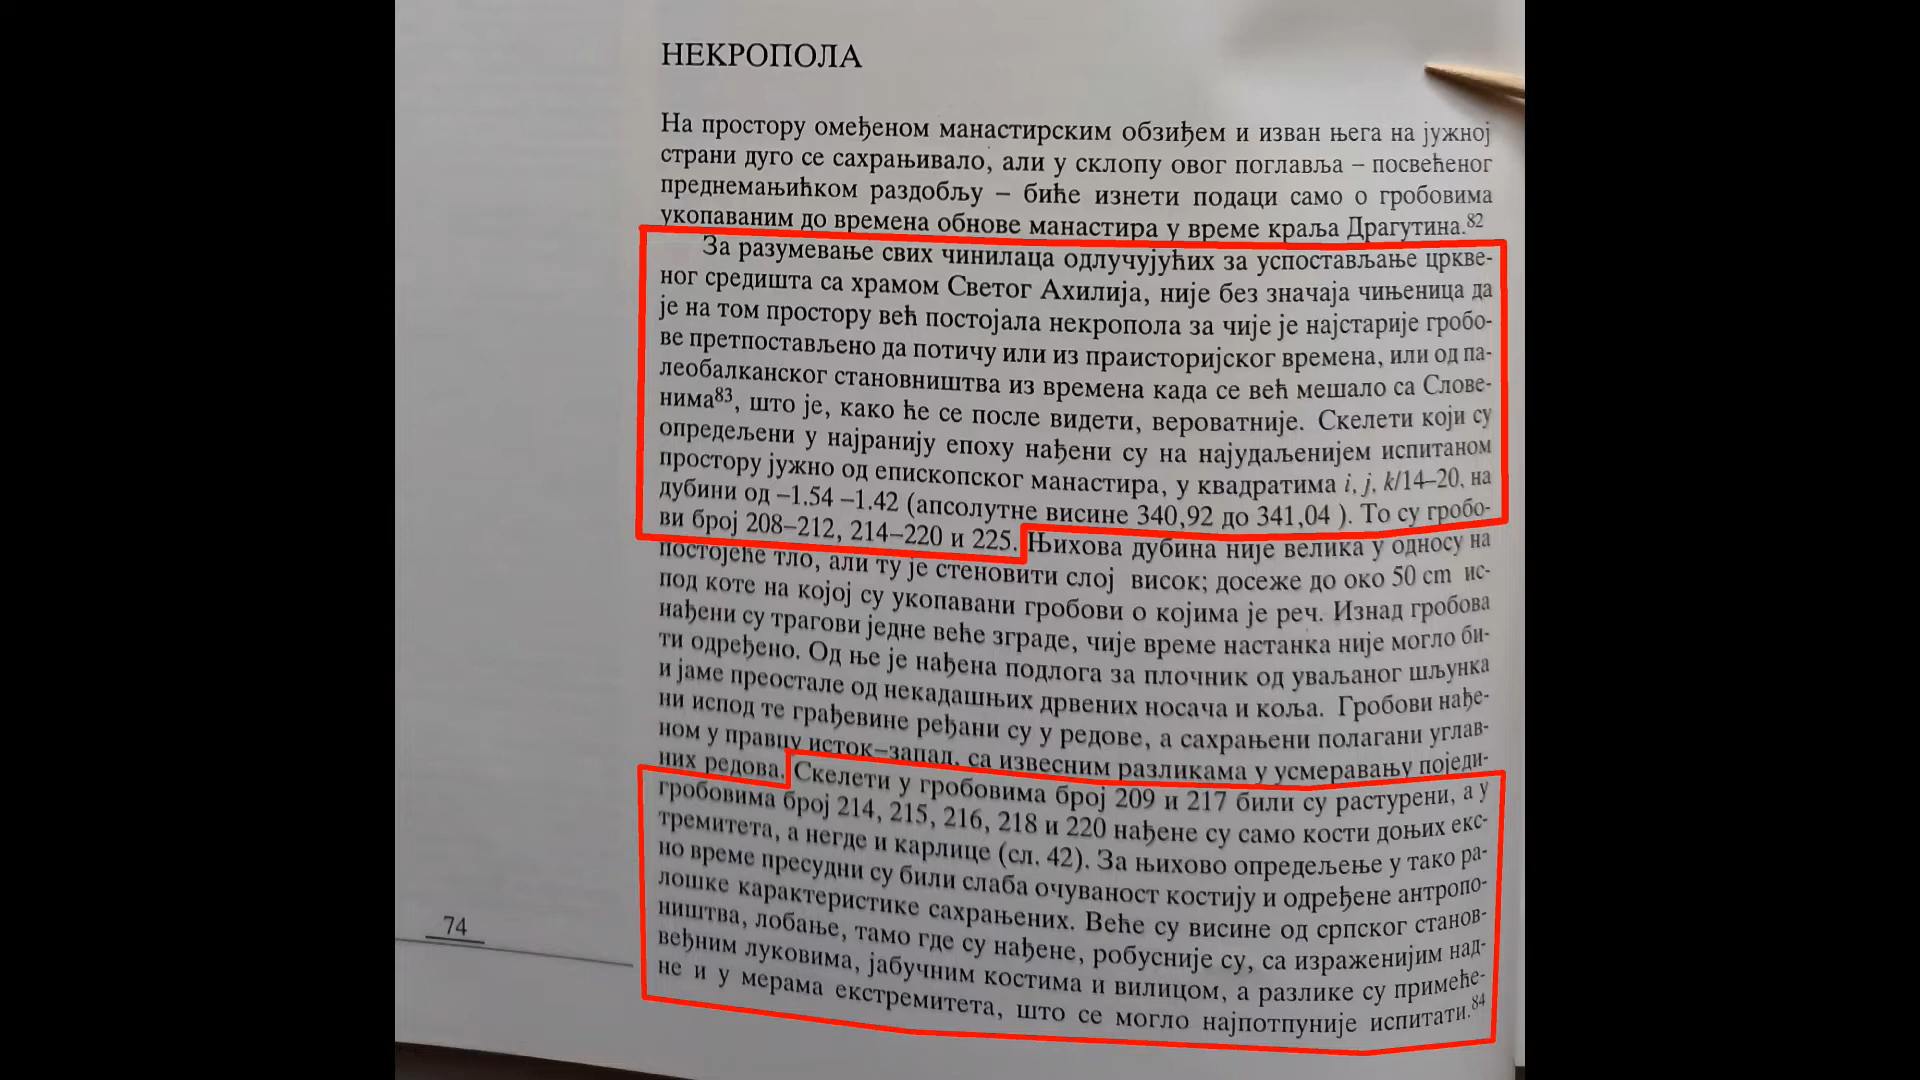 НЕКРОПОЛА
На простору омеђеном манастирским обзиђем и изван њега на јужној
страни дуго се сахрањивало, али у склопу овог поглавља – посвећеног
преднемањићком раздобљу – биће изнети подаци само о гробовима
укопаваним до времена обнове манастира у време краља Драгутина.82
За разумевање свих чинилаца одлучујућих за успостављање цркве-
ног средишта са храмом Светог Ахилија, није без значаја чињеница да
је на том простору већ постојала некропола за чије је најстарије гробо-
ве претпостављено да потичу или из праисторијског времена, или од па-
леобалканског становништва из времена када се већ мешало са Слове-
нима83, што је, како ће се после видети, вероватније. Скелети који су
опредељени у најранију епоху нађени су на најудаљенијем испитаном
простору јужно од епископског манастира, у квадратима i, j, k/14–20, на
дубини од –1.54 –1.42 (апсолутне висине 340,92 до 341,04 ). То су гробо-
ви број 208–212, 214–220 и 225. Њихова дубина није велика у односу на
постојеће тло, али ту је стеновити слој висок; досеже до око 50 cm ис-
под коте на којој су укопавани гробови о којима је реч. Изнад гробова
нађени су трагови једне веће зграде, чије време настанка није могло би-
ти одређено. Од ње је нађена подлога за плочник од уваљаног шљунка
и јаме преостале од некадашњих дрвених носача и коља. Гробови нађе-
ни испод те грађевине ређани су у редове, а сахрањени полагани углав-
ном у правцу исток–запад, са извесним разликама у усмеравању поједи-
них редова. Скелети у гробовима број 209 и 217 били су растурени, а у
гробовима број 214, 215, 216, 218 и 220 нађене су само кости доњих екс-
тремитета, а негде и карлице (сл. 42). За њихово опредељење у тако ра-
но време пресудни су били слаба очуваност костију и одређене антропо-
лошке карактеристике сахрањених. Веће су висине од српског станов-
ништва, лобање, тамо где су нађене, робусније су, са израженијим над-
већним луковима, јабучним костима и вилицом, а разлике су примеће-
не и у мерама екстремитета, што се могло најпотпуније испитати.84
74